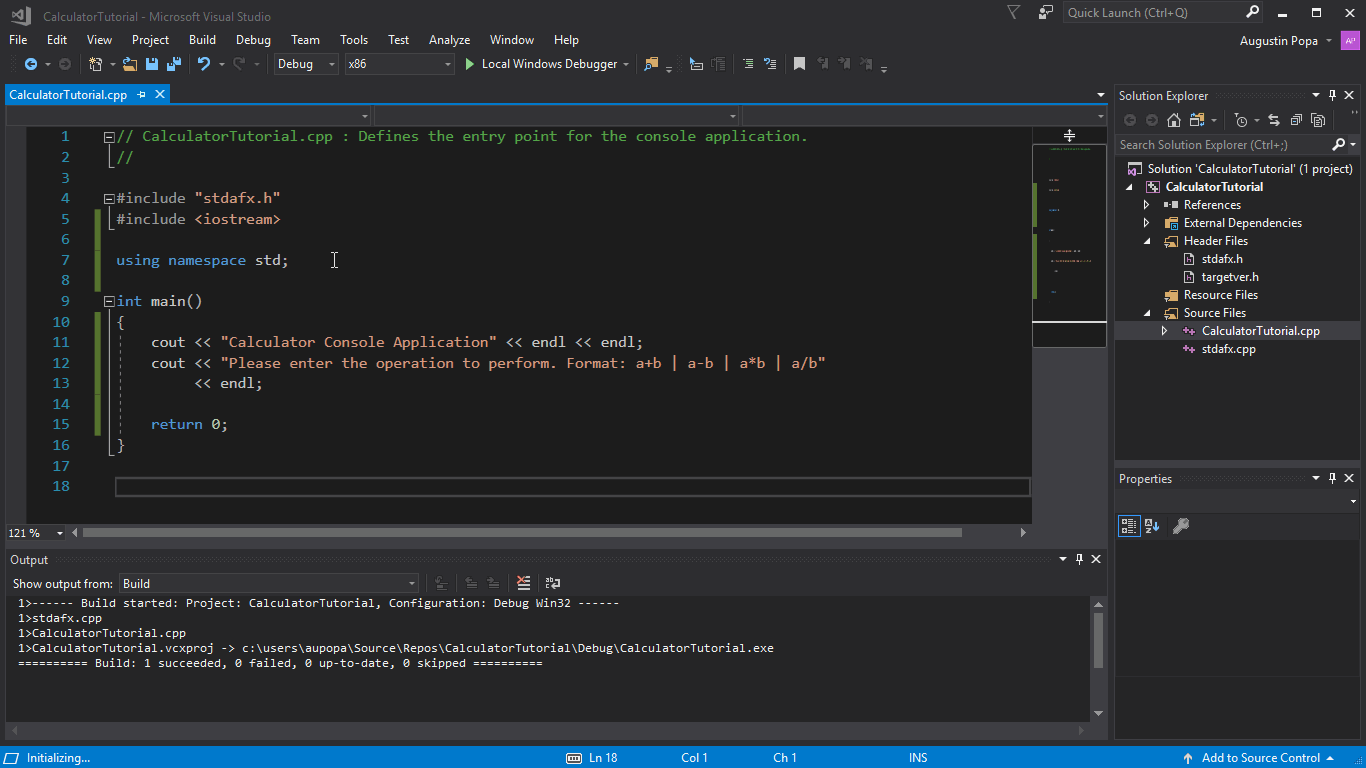 CalculatorTutorial - Microsoft Visual Studio
Quick Launch (Ctrl+Q)
File Edit View Project Build Debug Team Tools Test Analyze Window Help
Augustin Popa AP
Debug x86 Local Windows Debugger
CalculatorTutorial.cpp
1 // CalculatorTutorial.cpp : Defines the entry point for the console application.
2 //
3
4 #include "stdafx.h"
5 #include <iostream>
6
7 using namespace std;
8
9 int main()
10 {
11 cout << "Calculator Console Application" << endl << endl;
12 cout << "Please enter the operation to perform. Format: a+b | a-b | a*b | a/b"
13 << endl;
14
15 return 0;
16 }
17
18
121 %
Output
Show output from: Build
1>------ Build started: Project: CalculatorTutorial, Configuration: Debug Win32 ------
1>stdafx.cpp
1>CalculatorTutorial.cpp
1>CalculatorTutorial.vcxproj -> c:\users\aupopa\Source\Repos\CalculatorTutorial\Debug\CalculatorTutorial.exe
========== Build: 1 succeeded, 0 failed, 0 up-to-date, 0 skipped ==========
Solution Explorer
Search Solution Explorer (Ctrl+;)
Solution 'CalculatorTutorial' (1 project)
CalculatorTutorial
References
External Dependencies
Header Files
stdafx.h
targetver.h
Resource Files
Source Files
CalculatorTutorial.cpp
stdafx.cpp
Properties
Initializing...
Ln 18 Col 1 Ch 1 INS
Add to Source Control